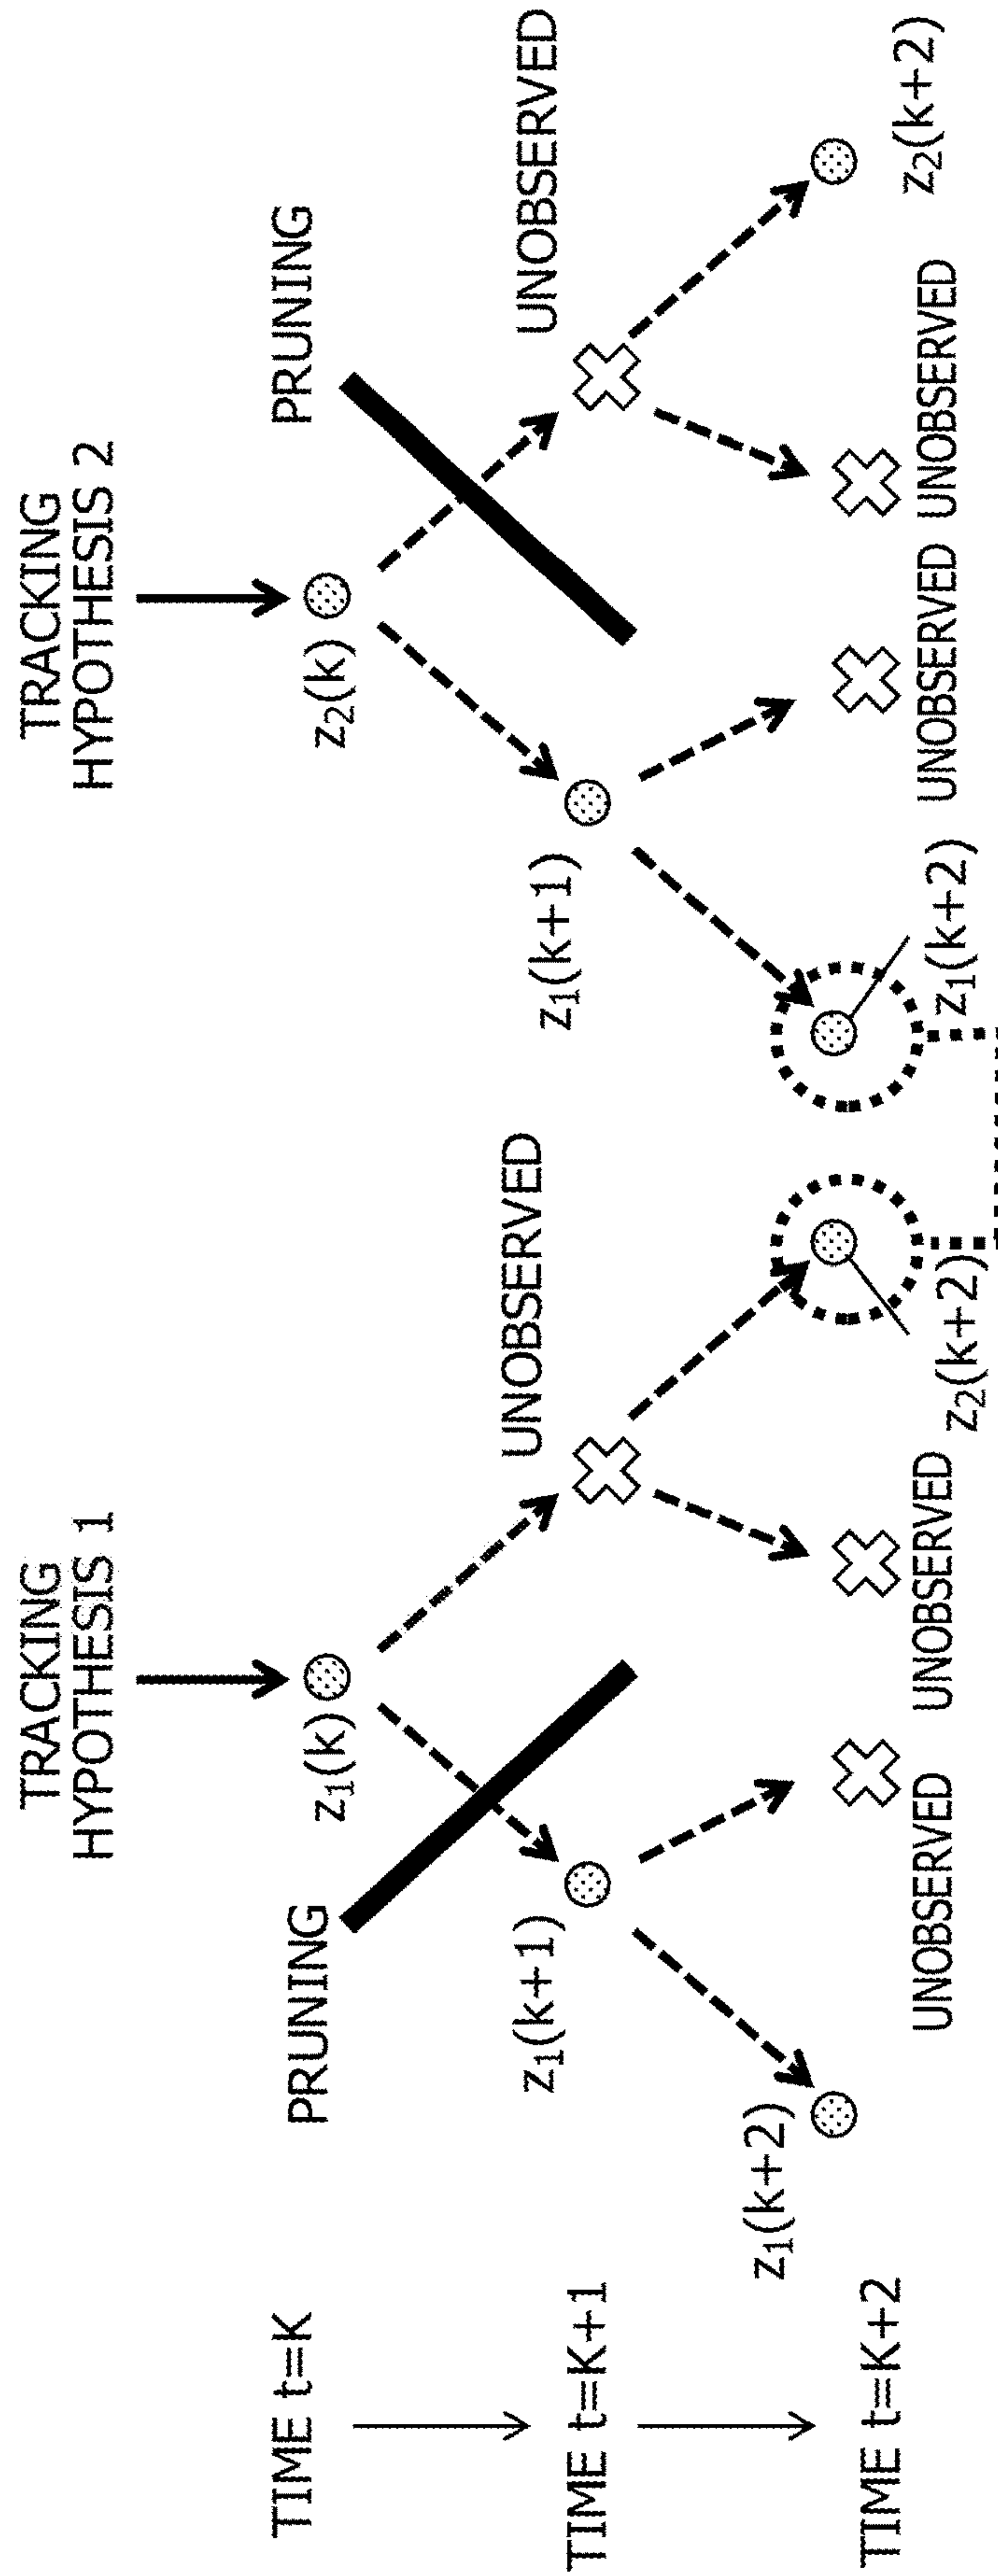 TRACKING
HYPOTHESIS 1
TRACKING
HYPOTHESIS 2
TIME t=K
PRUNING
z₁(k)
z₂(k)
PRUNING
TIME t=K+1
z₁(k+1)
UNOBSERVED
z₁(k+1)
UNOBSERVED
TIME t=K+2
z₁(k+2)
UNOBSERVED
UNOBSERVED
z₂(k+2)
z₁(k+2)
UNOBSERVED
UNOBSERVED
z₂(k+2)